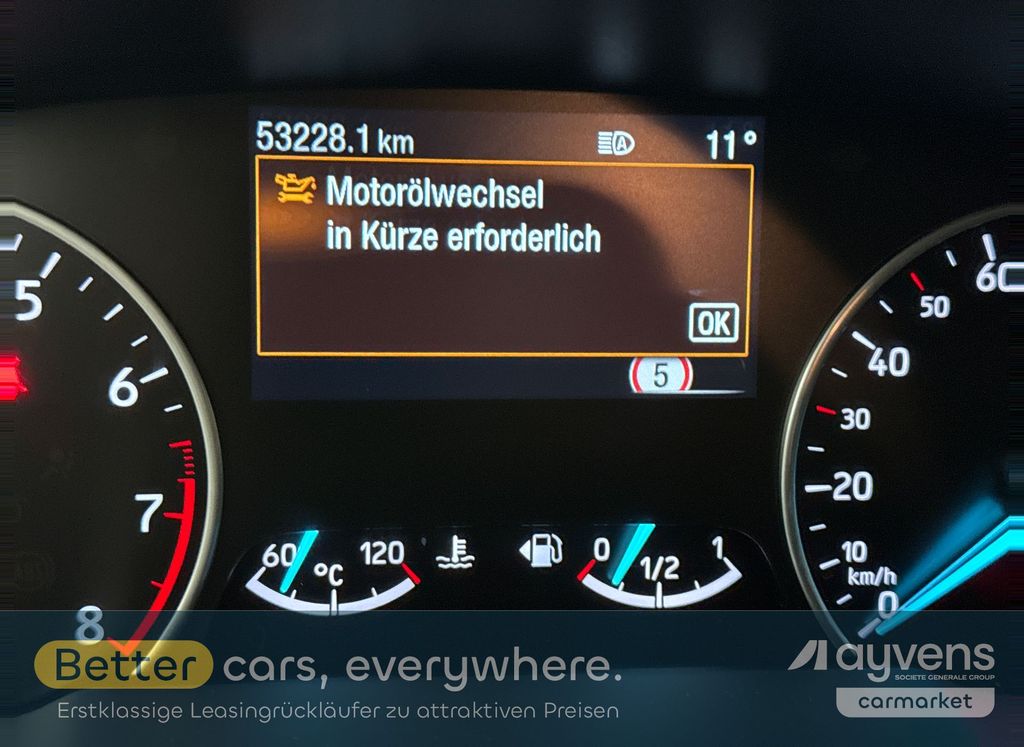 53228.1 km 11°
Motorölwechsel
in Kürze erforderlich
OK
5
5
6
7
8
60 °C 120
0 1/2 1
60
50
40
30
20
10
km/h
0
Better cars, everywhere.
Erstklassige Leasingrückläufer zu attraktiven Preisen
ayvens
SOCIETE GENERALE GROUP
carmarket